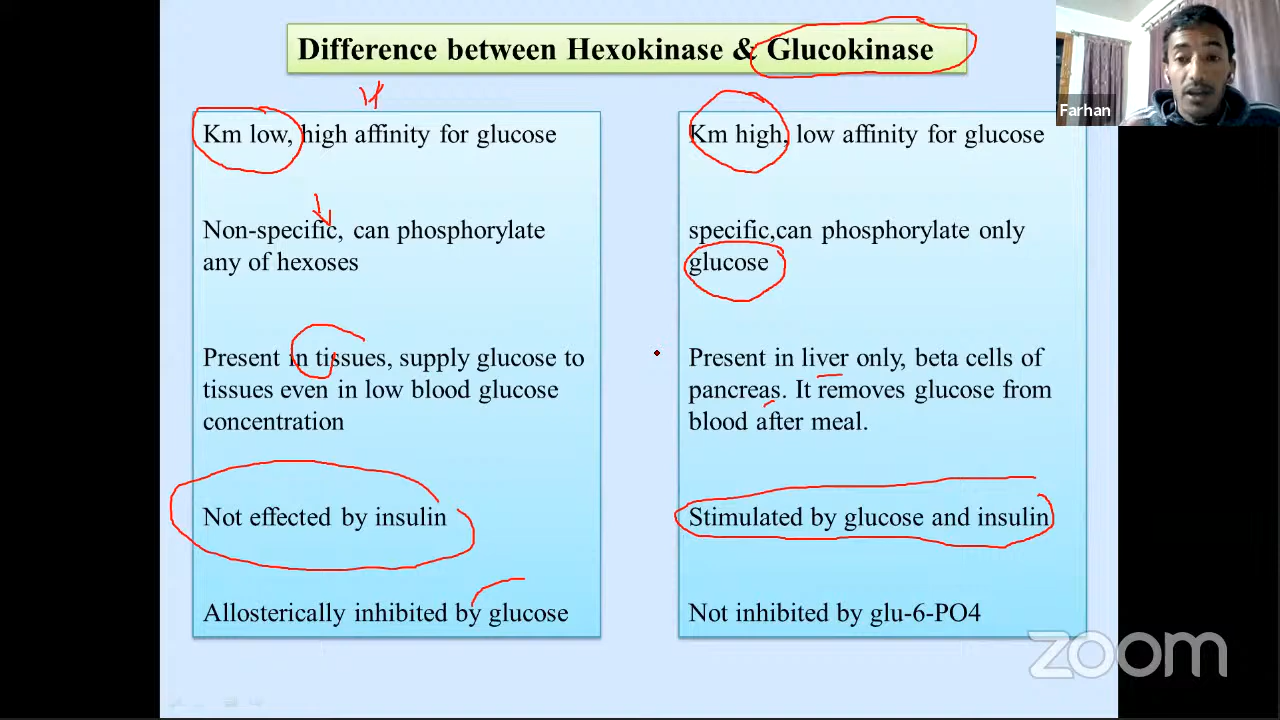 Difference between Hexokinase & Glucokinase
Farhan
H
Km low, high affinity for glucose
Non-specific, can phosphorylate
any of hexoses
Present in tissues, supply glucose to
tissues even in low blood glucose
concentration
Not effected by insulin
Allosterically inhibited by glucose
Km high, low affinity for glucose
specific,can phosphorylate only
glucose
Present in liver only, beta cells of
pancreas. It removes glucose from
blood after meal.
Stimulated by glucose and insulin
Not inhibited by glu-6-PO4
zoom